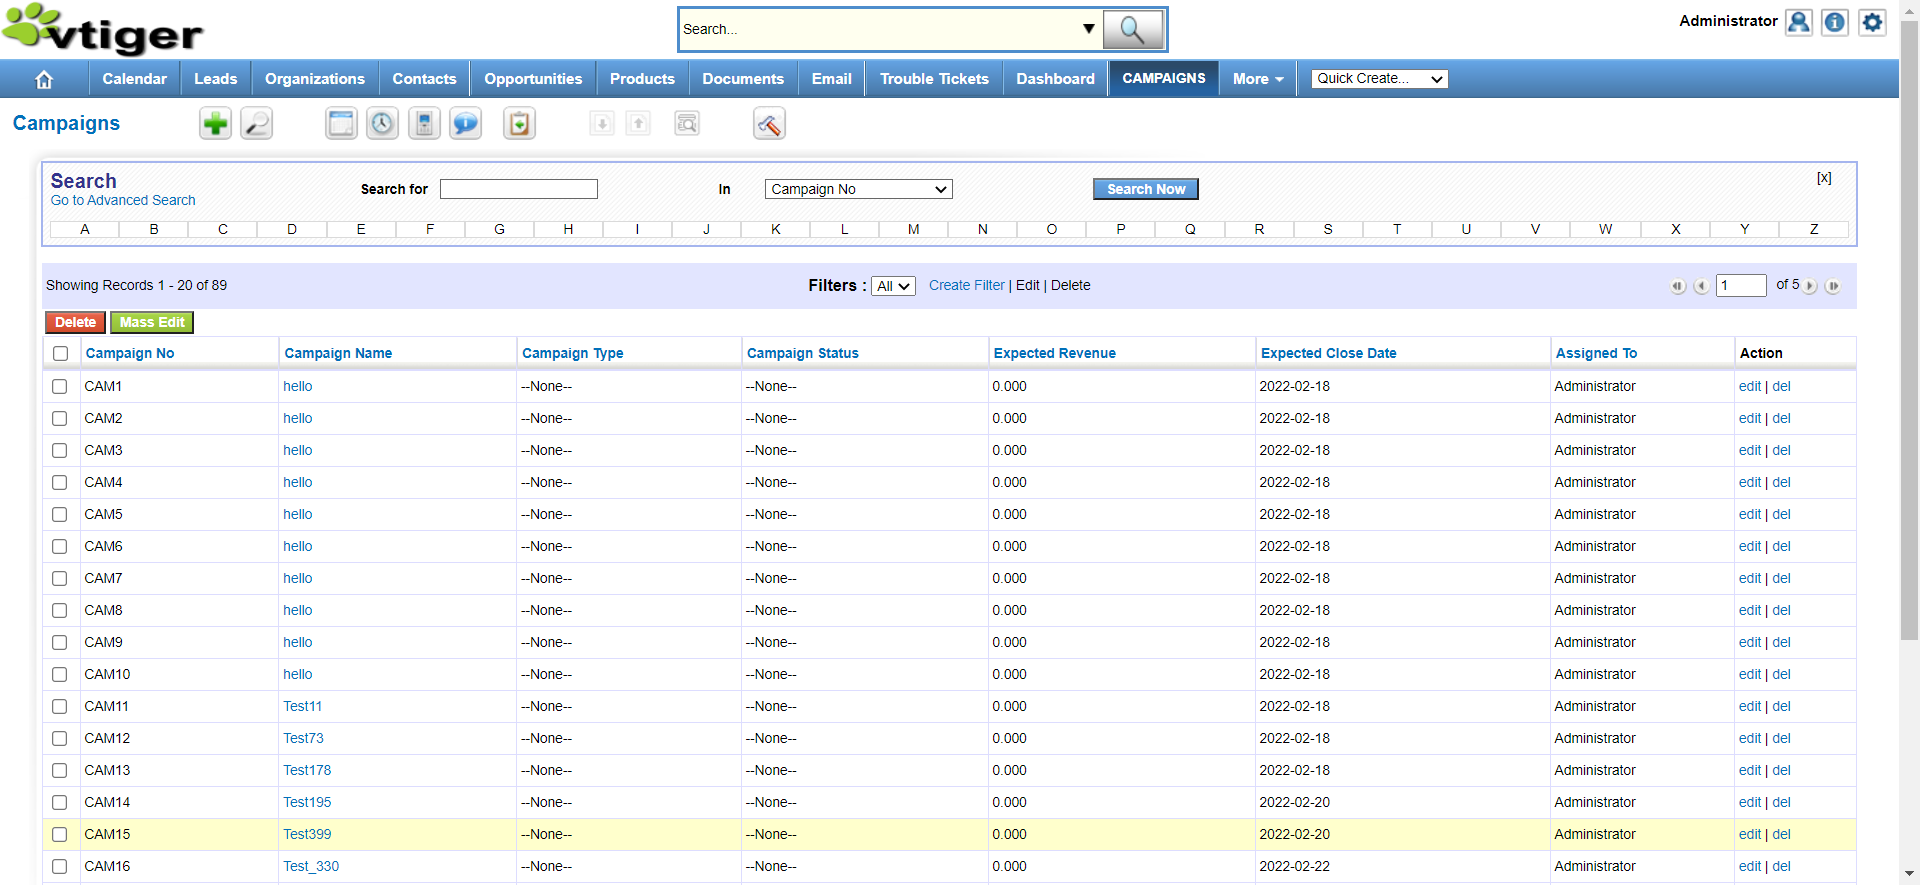 vtiger
Search...
Administrator
Calendar Leads Organizations Contacts Opportunities Products Documents Email Trouble Tickets Dashboard CAMPAIGNS More Quick Create...
Campaigns
Search
Go to Advanced Search
Search for In Campaign No Search Now [x]
A B C D E F G H I J K L M N O P Q R S T U V W X Y Z
Showing Records 1 - 20 of 89 Filters : All Create Filter | Edit | Delete 1 of 5
Delete Mass Edit
Campaign No Campaign Name Campaign Type Campaign Status Expected Revenue Expected Close Date Assigned To Action
CAM1 hello --None-- --None-- 0.000 2022-02-18 Administrator edit | del
CAM2 hello --None-- --None-- 0.000 2022-02-18 Administrator edit | del
CAM3 hello --None-- --None-- 0.000 2022-02-18 Administrator edit | del
CAM4 hello --None-- --None-- 0.000 2022-02-18 Administrator edit | del
CAM5 hello --None-- --None-- 0.000 2022-02-18 Administrator edit | del
CAM6 hello --None-- --None-- 0.000 2022-02-18 Administrator edit | del
CAM7 hello --None-- --None-- 0.000 2022-02-18 Administrator edit | del
CAM8 hello --None-- --None-- 0.000 2022-02-18 Administrator edit | del
CAM9 hello --None-- --None-- 0.000 2022-02-18 Administrator edit | del
CAM10 hello --None-- --None-- 0.000 2022-02-18 Administrator edit | del
CAM11 Test11 --None-- --None-- 0.000 2022-02-18 Administrator edit | del
CAM12 Test73 --None-- --None-- 0.000 2022-02-18 Administrator edit | del
CAM13 Test178 --None-- --None-- 0.000 2022-02-18 Administrator edit | del
CAM14 Test195 --None-- --None-- 0.000 2022-02-20 Administrator edit | del
CAM15 Test399 --None-- --None-- 0.000 2022-02-20 Administrator edit | del
CAM16 Test_330 --None-- --None-- 0.000 2022-02-22 Administrator edit | del